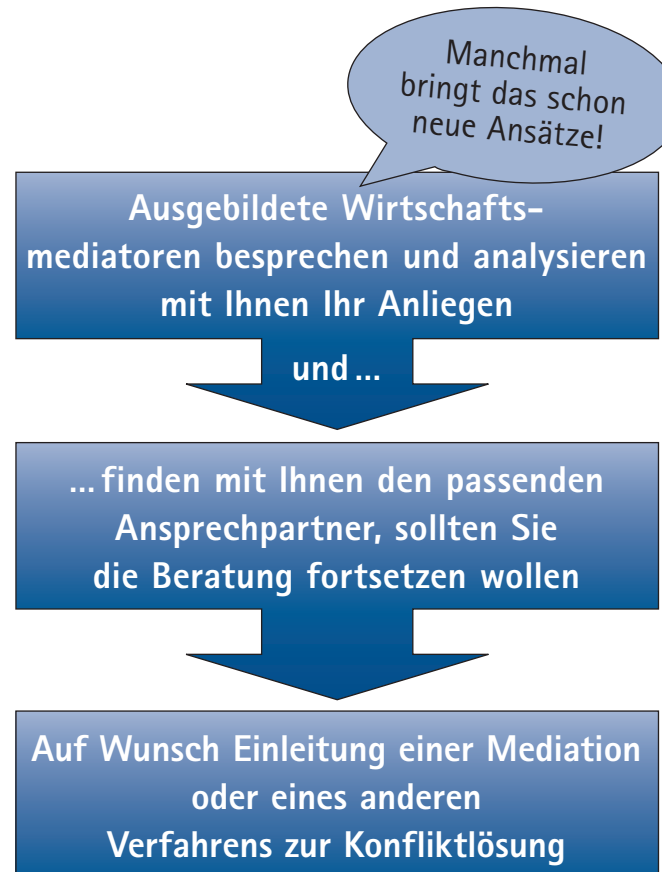 Manchmal
bringt das schon
neue Ansätze!
Ausgebildete Wirtschafts-
mediatoren besprechen und analysieren
mit Ihnen Ihr Anliegen
und ...
... finden mit Ihnen den passenden
Ansprechpartner, sollten Sie
die Beratung fortsetzen wollen
Auf Wunsch Einleitung einer Mediation
oder eines anderen
Verfahrens zur Konfliktlösung